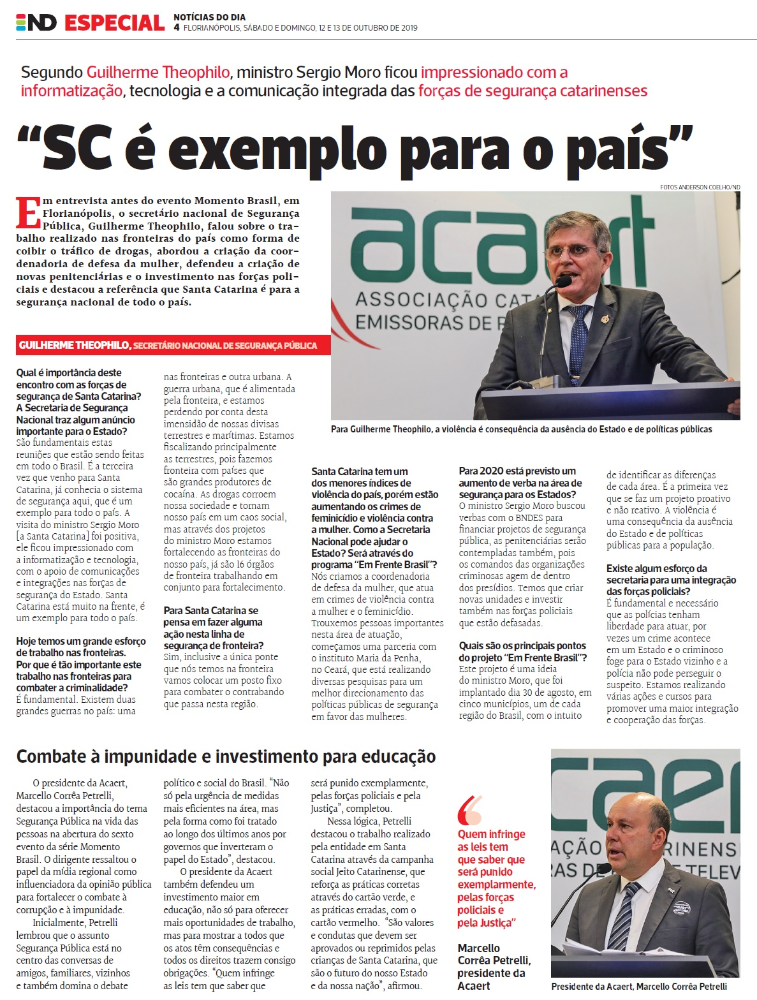 ND ESPECIAL
NOTÍCIAS DO DIA
4 FLORIANÓPOLIS, SÁBADO E DOMINGO, 12 E 13 DE OUTUBRO DE 2019
Segundo Guilherme Theophilo, ministro Sergio Moro ficou impressionado com a
informatização, tecnologia e a comunicação integrada das forças de segurança catarinenses
“SC é exemplo para o país”
FOTOS ANDERSON COELHO/ND
Em entrevista antes do evento Momento Brasil, em
Florianópolis, o secretário nacional de Segurança
Pública, Guilherme Theophilo, falou sobre o tra-
balho realizado nas fronteiras do país como forma de
coibir o tráfico de drogas, abordou a criação da coor-
denadoria de defesa da mulher, defendeu a criação de
novas penitenciárias e o investimento nas forças poli-
ciais e destacou a referência que Santa Catarina é para a
segurança nacional de todo o país.
acaert
ASSOCIAÇÃO CATA
EMISSORAS DE R
Para Guilherme Theophilo, a violência é consequência da ausência do Estado e de políticas públicas
GUILHERME THEOPHILO, SECRETÁRIO NACIONAL DE SEGURANÇA PÚBLICA
Qual é importância deste
encontro com as forças de
segurança de Santa Catarina?
A Secretaria de Segurança
Nacional traz algum anúncio
importante para o Estado?
São fundamentais estas
reuniões que estão sendo feitas
em todo o Brasil. É a terceira
vez que venho para Santa
Catarina, já conhecia o sistema
de segurança aqui, que é um
exemplo para todo o país. A
visita do ministro Sergio Moro
[a Santa Catarina] foi positiva,
ele ficou impressionado com
a informatização e tecnologia,
com o apoio de comunicações
e integrações nas forças de
segurança do Estado. Santa
Catarina está muito na frente, é
um exemplo para todo o país.
Hoje temos um grande esforço
de trabalho nas fronteiras.
Por que é tão importante este
trabalho nas fronteiras para
combater a criminalidade?
É fundamental. Existem duas
grandes guerras no país: uma
nas fronteiras e outra urbana. A
guerra urbana, que é alimentada
pela fronteira, e estamos
perdendo por conta desta
imensidão de nossas divisas
terrestres e marítimas. Estamos
fiscalizando principalmente
as terrestres, pois fazemos
fronteira com países que
são grandes produtores de
cocaína. As drogas corroem
nossa sociedade e tornam
nosso país em um caos social,
mas através dos projetos
do ministro Moro estamos
fortalecendo as fronteiras do
nosso país, já são 16 órgãos
de fronteira trabalhando em
conjunto para fortalecimento.
Para Santa Catarina se
pensa em fazer alguma
ação nesta linha de
segurança de fronteira?
Sim, inclusive a única ponte
que nós temos na fronteira
vamos colocar um posto fixo
para combater o contrabando
que passa nesta região.
Santa Catarina tem um
dos menores índices de
violência do país, porém estão
aumentando os crimes de
feminicídio e violência contra
a mulher. Como a Secretaria
Nacional pode ajudar o
Estado? Será através do
programa “Em Frente Brasil”?
Nós criamos a coordenadoria
de defesa da mulher, que atua
em crimes de violência contra
a mulher e o feminicídio.
Trouxemos pessoas importantes
nesta área de atuação,
começamos uma parceria com
o instituto Maria da Penha,
no Ceará, que está realizando
diversas pesquisas para um
melhor direcionamento das
políticas públicas de segurança
em favor das mulheres.
Para 2020 está previsto um
aumento de verba na área de
segurança para os Estados?
O ministro Sergio Moro buscou
verbas com o BNDES para
financiar projetos de segurança
pública, as penitenciárias serão
contempladas também, pois
os comandos das organizações
criminosas agem de dentro
dos presídios. Temos que criar
novas unidades e investir
também nas forças policiais
que estão defasadas.
Quais são os principais pontos
do projeto “Em Frente Brasil”?
Este projeto é uma ideia
do ministro Moro, que foi
implantado dia 30 de agosto, em
cinco municípios, um de cada
região do Brasil, com o intuito
de identificar as diferenças
de cada área. É a primeira vez
que se faz um projeto proativo
e não reativo. A violência é
uma consequência da ausência
do Estado e de políticas
públicas para a população.
Existe algum esforço da
secretaria para uma integração
das forças policiais?
É fundamental e necessário
que as polícias tenham
liberdade para atuar, por
vezes um crime acontece
em um Estado e o criminoso
foge para o Estado vizinho e a
polícia não pode perseguir o
suspeito. Estamos realizando
várias ações e cursos para
promover uma maior integração
e cooperação das forças.
Combate à impunidade e investimento para educação
O presidente da Acaert,
Marcello Corrêa Petrelli,
destacou a importância do tema
Segurança Pública na vida das
pessoas na abertura do sexto
evento da série Momento
Brasil. O dirigente ressaltou o
papel da mídia regional como
influenciadora da opinião pública
para fortalecer o combate à
corrupção e à impunidade.
Inicialmente, Petrelli
lembrou que o assunto
Segurança Pública está no
centro das conversas de
amigos, familiares, vizinhos
e também domina o debate
político e social do Brasil. “Não
só pela urgência de medidas
mais eficientes na área, mas
pela forma como foi tratado
ao longo dos últimos anos por
governos que inverteram o
papel do Estado”, destacou.
O presidente da Acaert
também defendeu um
investimento maior em
educação, não só para oferecer
mais oportunidades de trabalho,
mas para mostrar a todos que
os atos têm consequências e
todos os direitos trazem consigo
obrigações. “Quem infringe
as leis tem que saber que
será punido exemplarmente,
pelas forças policiais e pela
Justiça”, completou.
Nessa lógica, Petrelli
destacou o trabalho realizado
pela entidade em Santa
Catarina através da campanha
social Jeito Catarinense, que
reforça as práticas corretas
através do cartão verde, e
as práticas erradas, com o
cartão vermelho. “São valores
e condutas que devem ser
aprovados ou reprimidos pelas
crianças de Santa Catarina, que
são o futuro do nosso Estado
e da nossa nação”, afirmou.
Quem infringe
as leis tem
que saber que
será punido
exemplarmente,
pelas forças
policiais e
pela Justiça”
Marcello
Corrêa Petrelli,
presidente da
Acaert
caer
AÇÃO C
RINENS
RAS DE
E TELEV
Presidente da Acaert, Marcello Corrêa Petrelli